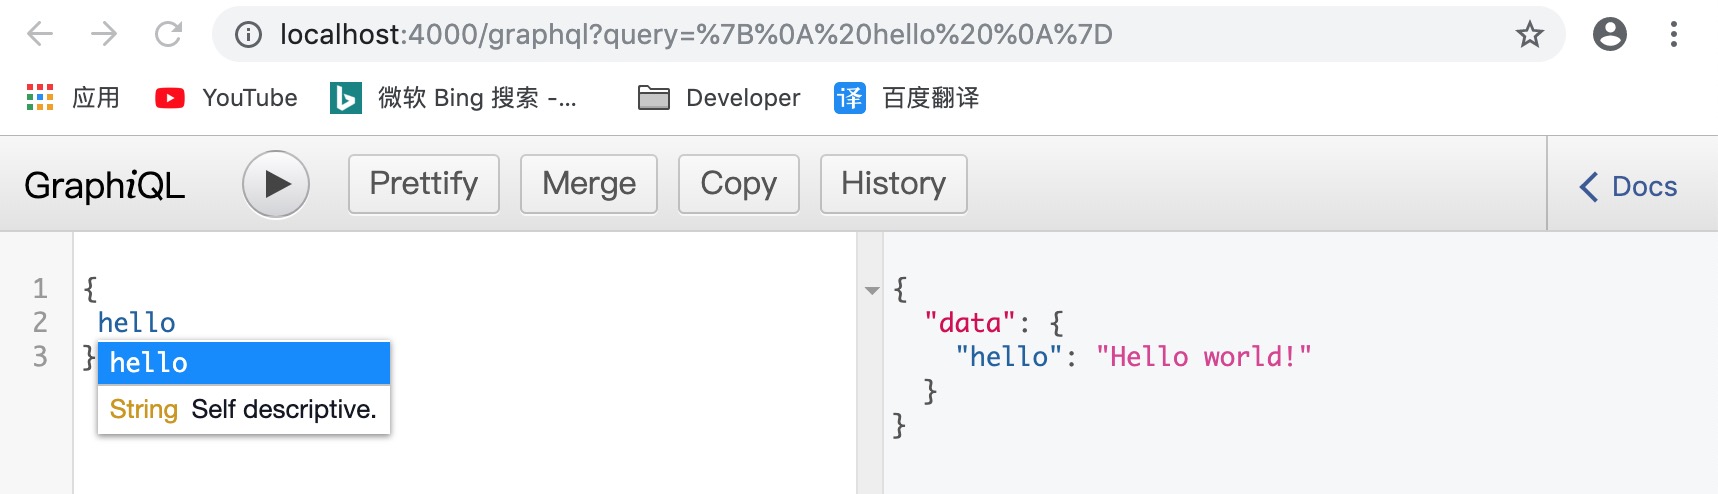 localhost:4000/graphql?query=%7B%0A%20hello%20%0A%7D
应用 YouTube 微软 Bing 搜索 -... Developer 译 百度翻译
GraphiQL Prettify Merge Copy History Docs
1 {
2 hello
3 }
hello
String Self descriptive.
{
"data": {
"hello": "Hello world!"
}
}